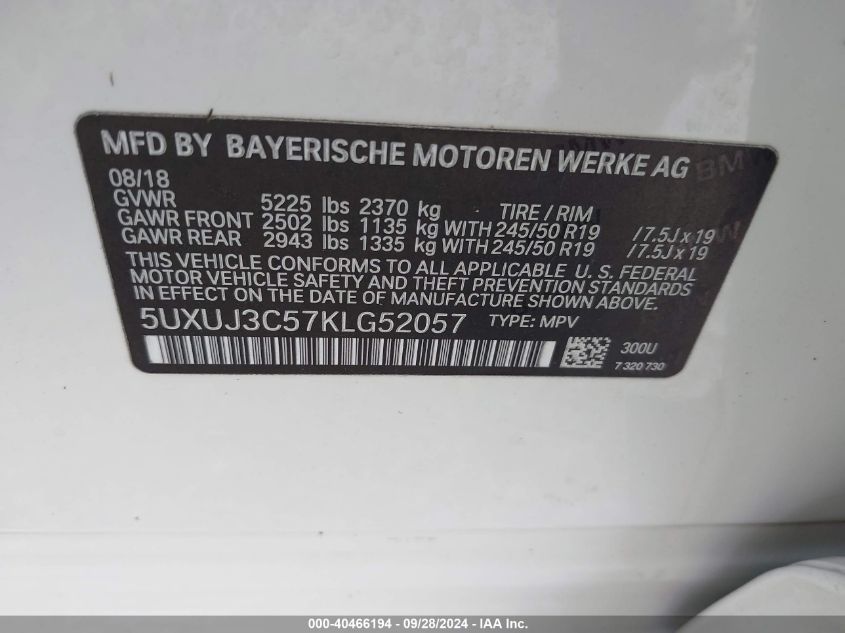 MFD BY BAYERISCHE MOTOREN WERKE AG
08/18
GVWR 5225 lbs 2370 kg TIRE / RIM
GAWR FRONT 2502 lbs 1135 kg WITH 245/50 R19 / 7.5J x 19
GAWR REAR 2943 lbs 1335 kg WITH 245/50 R19 / 7.5J x 19
THIS VEHICLE CONFORMS TO ALL APPLICABLE U. S. FEDERAL
MOTOR VEHICLE SAFETY AND THEFT PREVENTION STANDARDS
IN EFFECT ON THE DATE OF MANUFACTURE SHOWN ABOVE.
5UXUJ3C57KLG52057 TYPE: MPV
300U
7 320 730
000-40466194 - 09/28/2024 - IAA Inc.